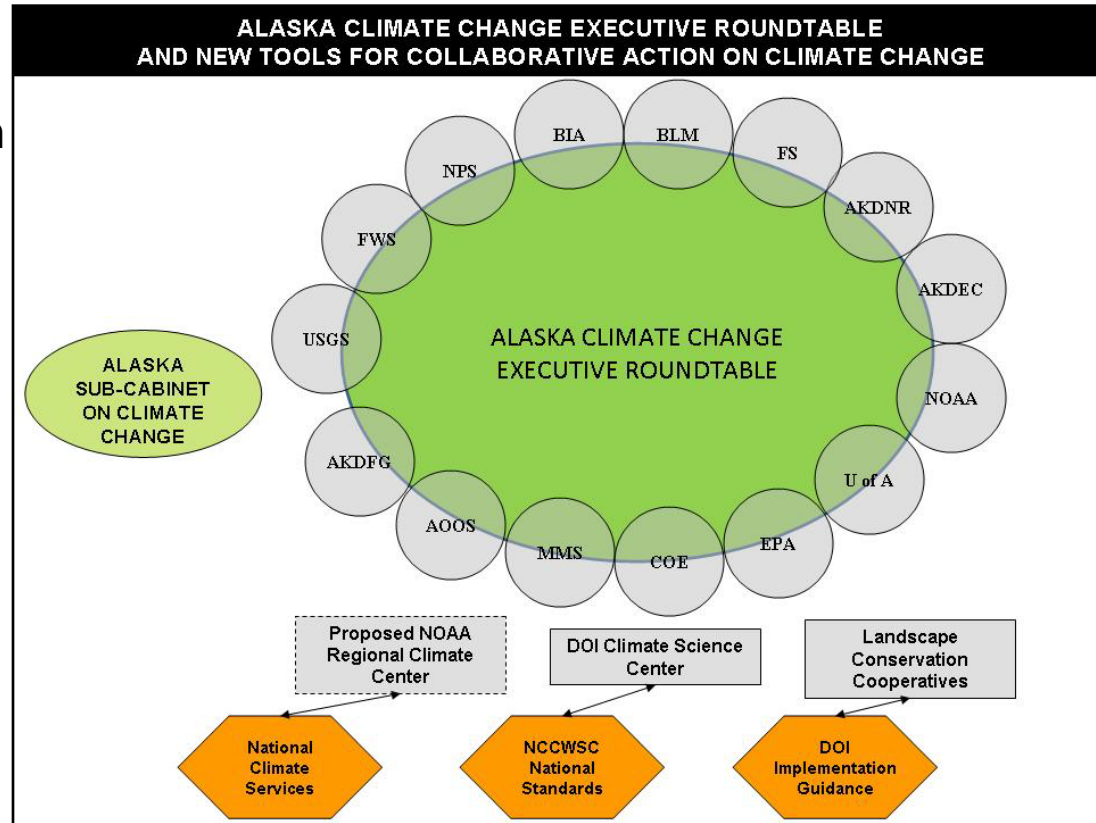 ALASKA CLIMATE CHANGE EXECUTIVE ROUNDTABLE
AND NEW TOOLS FOR COLLABORATIVE ACTION ON CLIMATE CHANGE
BIA
BLM
FS
NPS
AKDNR
FWS
AKDEC
USGS
ALASKA CLIMATE CHANGE
EXECUTIVE ROUNDTABLE
ALASKA
SUB-CABINET
ON CLIMATE
CHANGE
NOAA
AKDFG
U of A
AOOS
MMS
COE
EPA
Proposed NOAA
Regional Climate
Center
DOI Climate Science
Center
Landscape
Conservation
Cooperatives
National
Climate
Services
NCCWSC
National
Standards
DOI
Implementation
Guidance